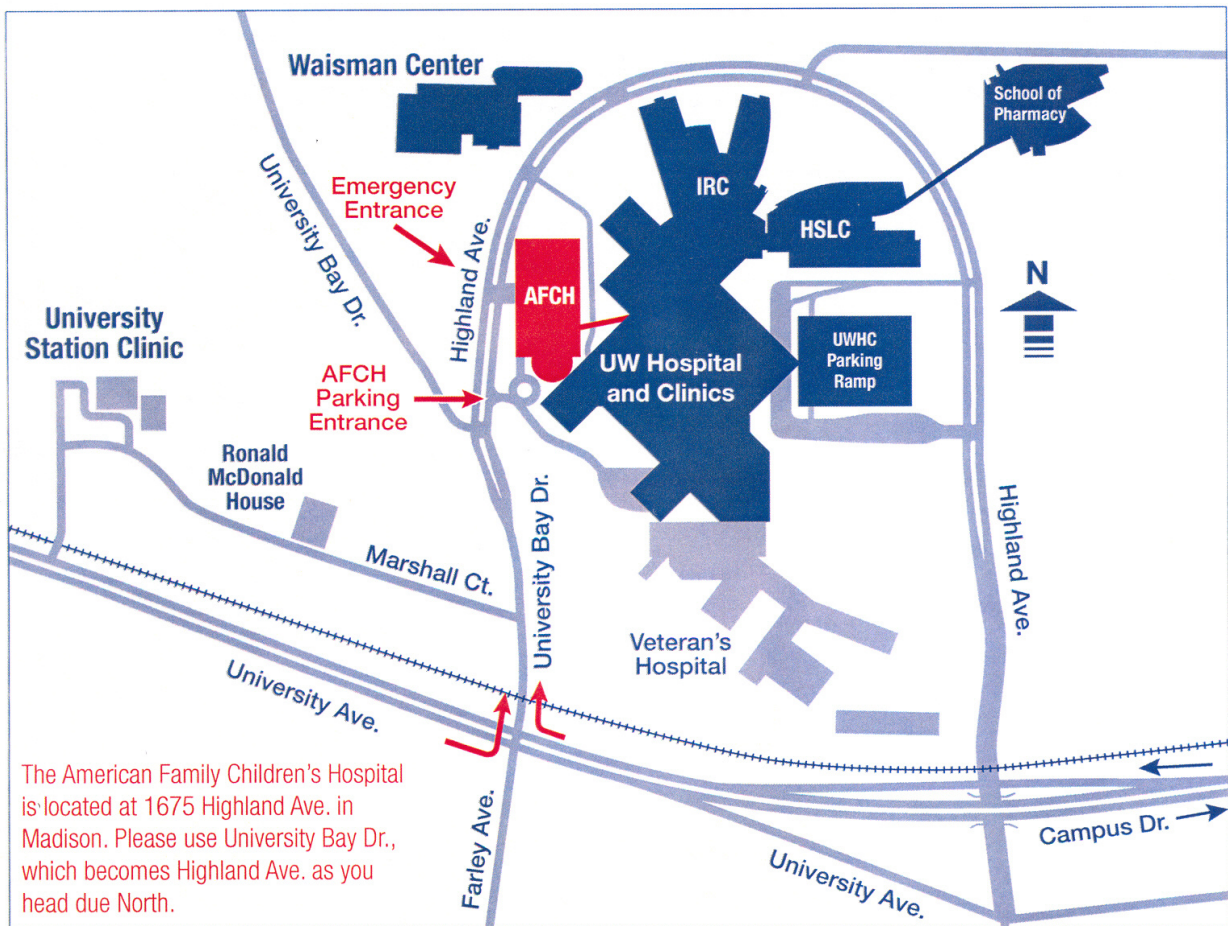 Waisman Center
School of
Pharmacy
University Bay Dr.
Emergency
Entrance
Highland Ave.
IRC
HSLC
AFCH
N
University
Station Clinic
UW Hospital
and Clinics
UWHC
Parking
Ramp
AFCH
Parking
Entrance
Ronald
McDonald
House
Marshall Ct.
University Bay Dr.
Highland Ave.
Veteran's
Hospital
University Ave.
The American Family Children's Hospital
is located at 1675 Highland Ave. in
Madison. Please use University Bay Dr.,
which becomes Highland Ave. as you
head due North.
Farley Ave.
University Ave.
Campus Dr.